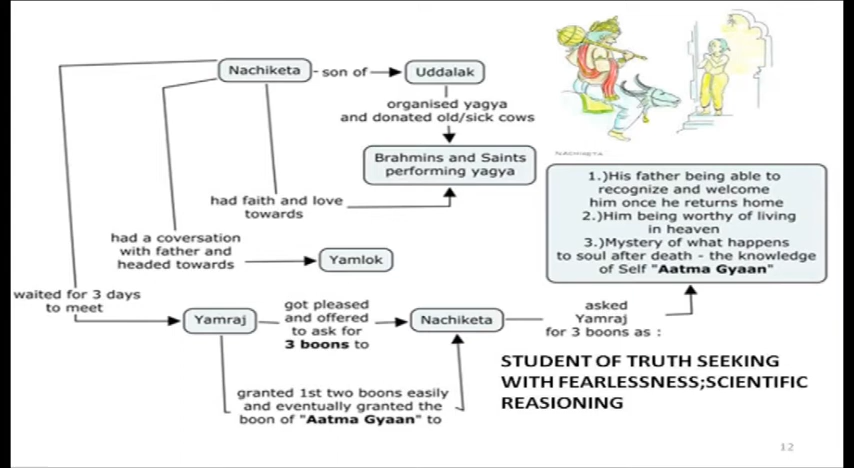 Nachiketa
son of
Uddalak
organised yagya
and donated old/sick cows
NACHIKETA
Brahmins and Saints
performing yagya
1.)His father being able to
recognize and welcome
him once he returns home
2.)Him being worthy of living
in heaven
3.)Mystery of what happens
to soul after death - the knowledge
of Self "Aatma Gyaan"
had faith and love
towards
had a coversation
with father and
headed towards
Yamlok
waited for 3 days
to meet
Yamraj
got pleased
and offered
to ask for
3 boons to
Nachiketa
asked
Yamraj
for 3 boons as :
granted 1st two boons easily
and eventually granted the
boon of "Aatma Gyaan" to
STUDENT OF TRUTH SEEKING
WITH FEARLESSNESS;SCIENTIFIC
REASIONING
12